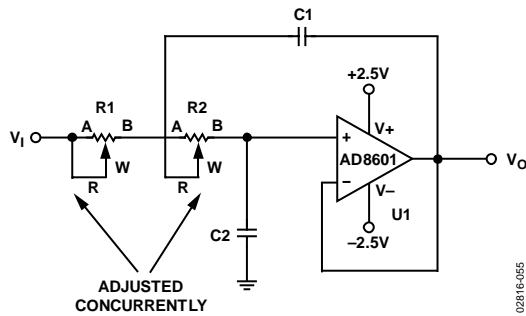 C1
+2.5V
R1
R2
VI
A
B
A
B
+
V+
AD8601
VO
W
W
R
R
−
V−
C2
U1
−2.5V
ADJUSTED
CONCURRENTLY
02816-055